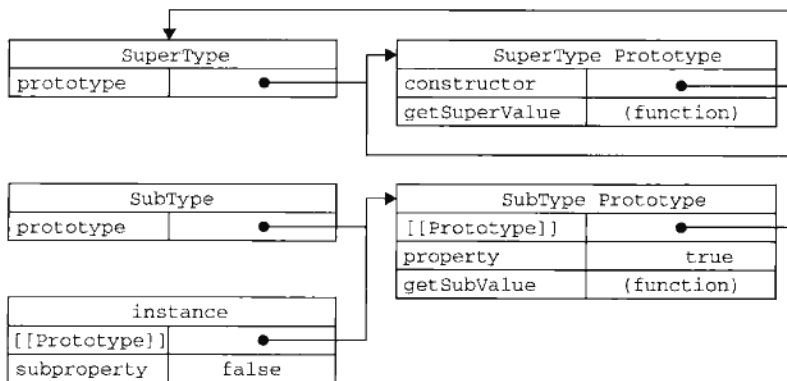 SuperType
prototype
SuperType Prototype
constructor
getSuperValue (function)
SubType
prototype
SubType Prototype
[[Prototype]]
property true
getSubValue (function)
instance
[[Prototype]]
subproperty false